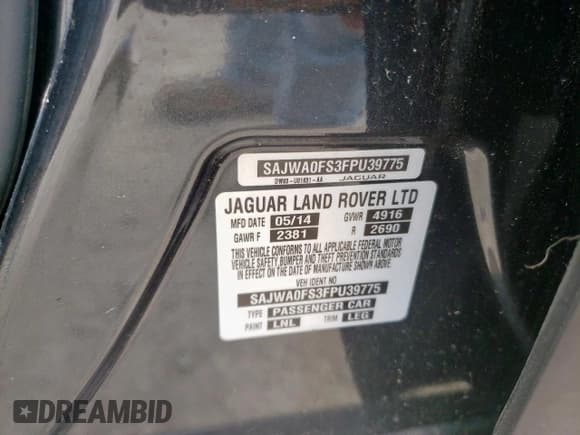 SAJWA0FS3FPU39775
JAGUAR
JAGUAR LAND ROVER LTD
MFD DATE 05/14 GVWR 4916
GAWR F 2381 R 2690
THIS VEHICLE CONFORMS TO ALL APPLICABLE FEDERAL MOTOR
VEHICLE SAFETY, BUMPER AND THEFT PREVENTION STANDARDS
IN EFFECT ON THE DATE OF MANUFACTURE SHOWN ABOVE.
VEH IDENT NO
SAJWA0FS3FPU39775
TYPE PASSENGER CAR
PAINT LNL TRIM LEG
DREAMBID